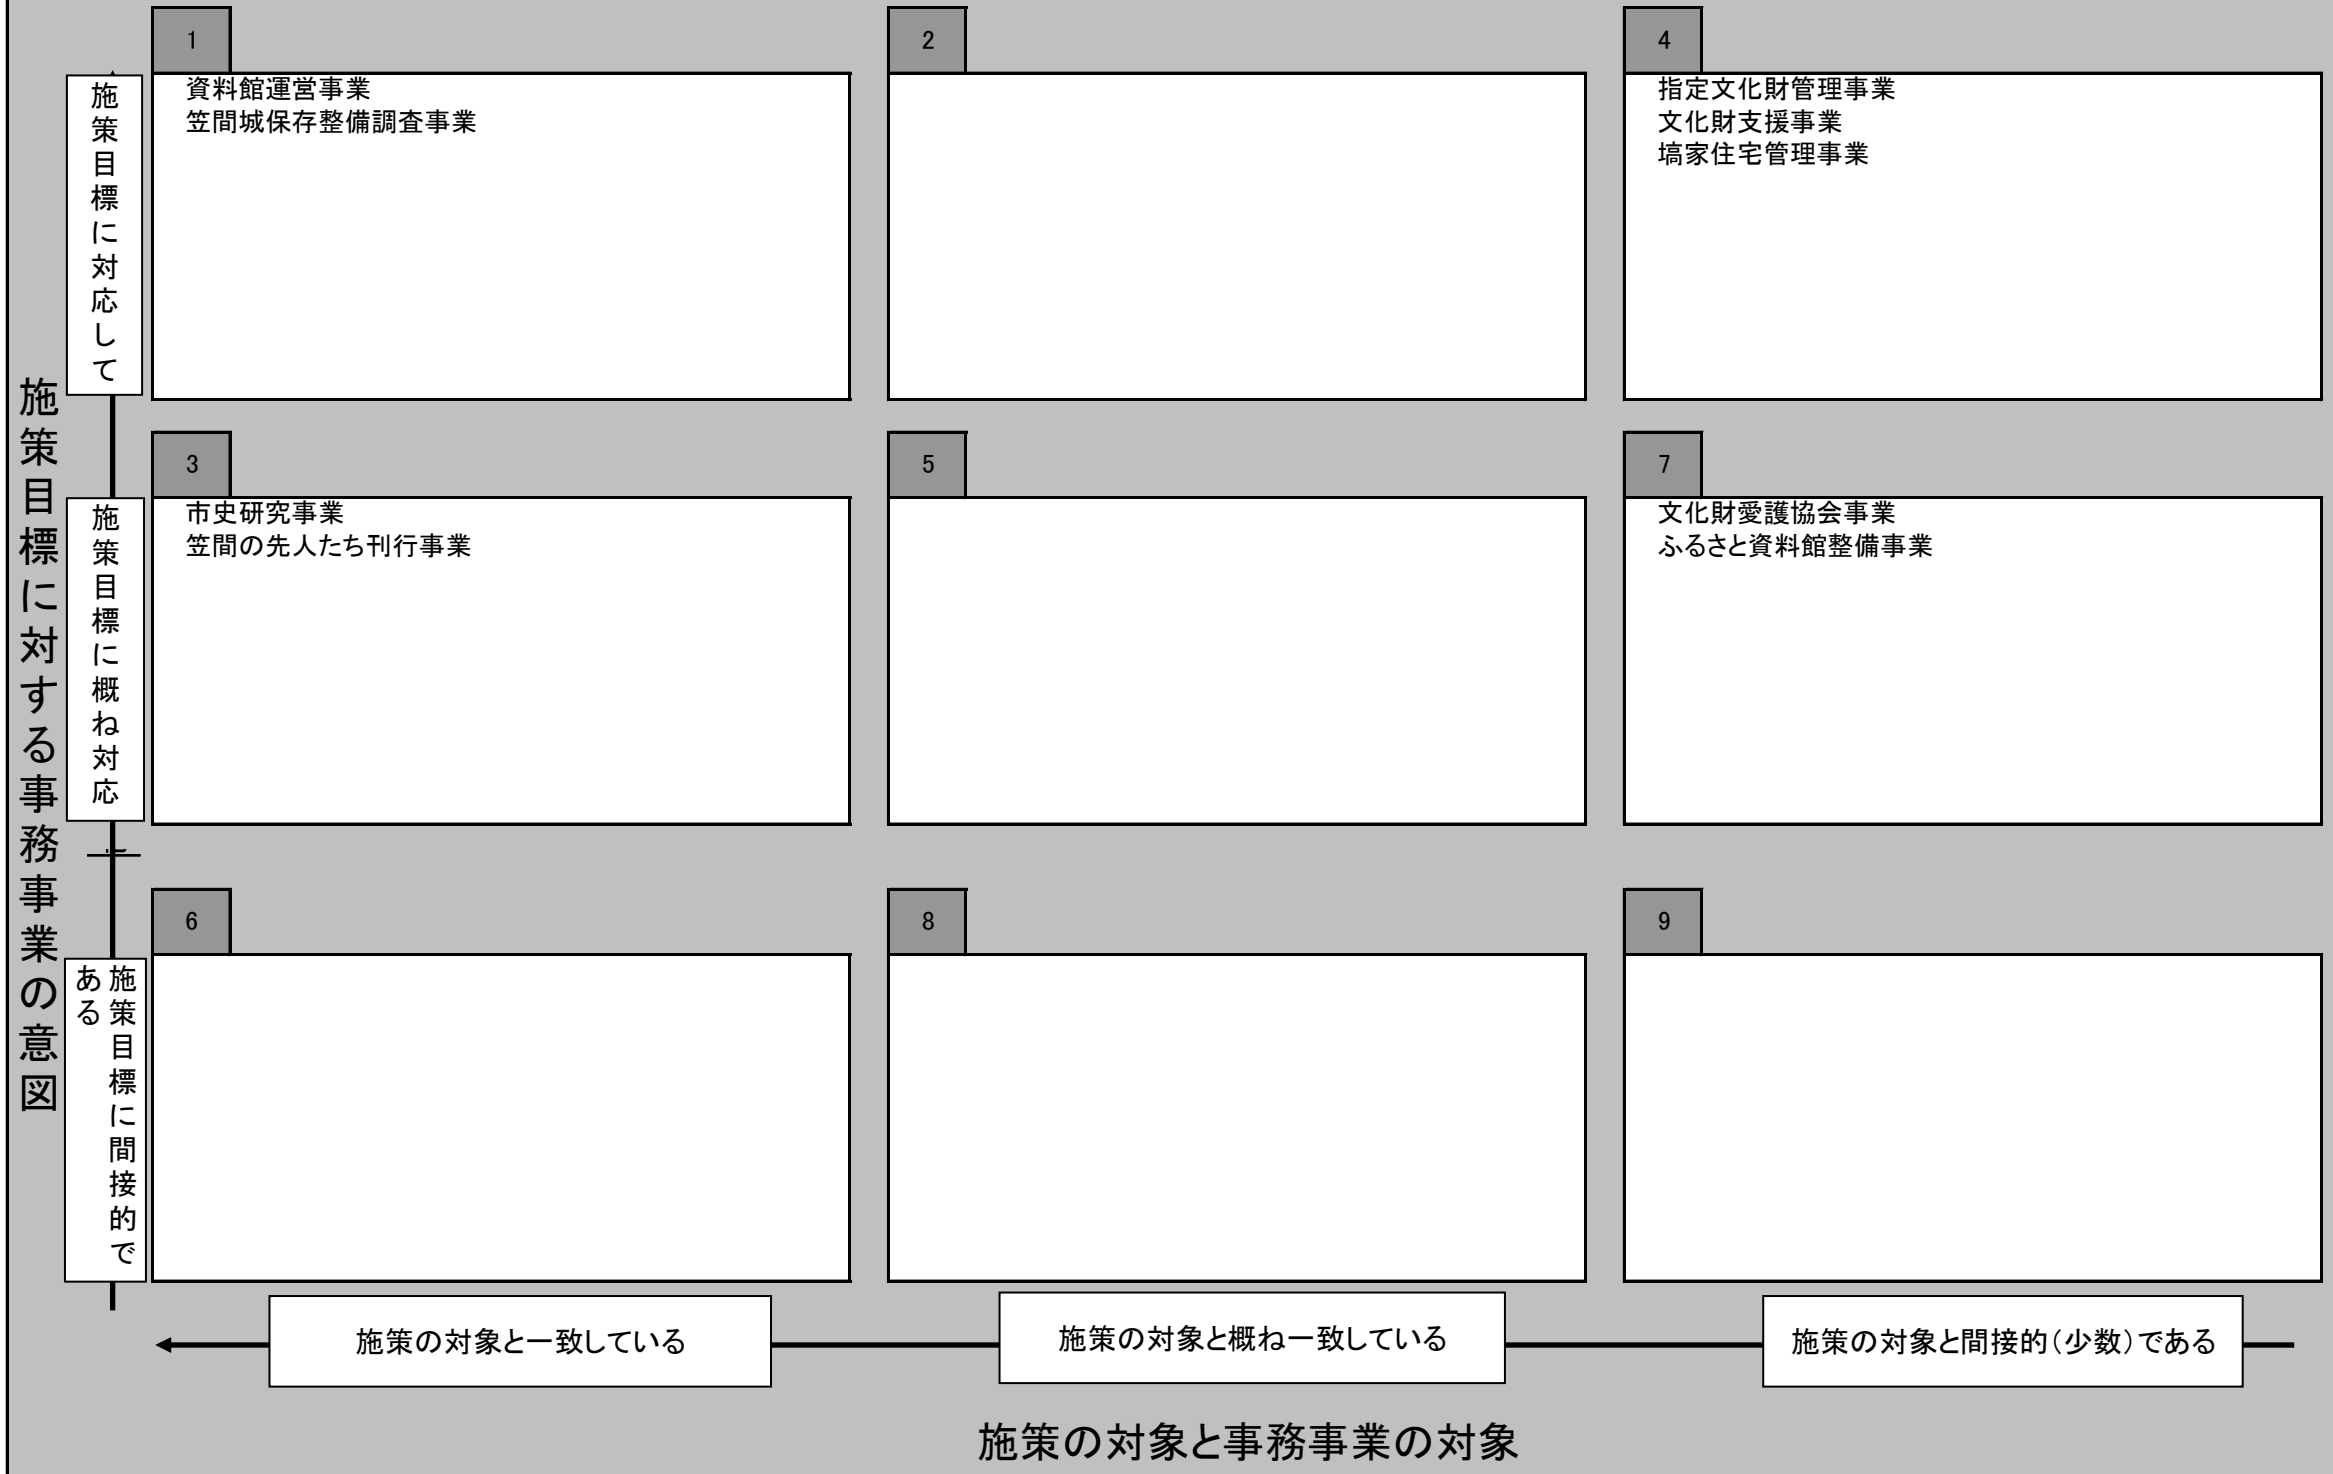 施策目標に対する事務事業の意図
施策目標に対応して
1
資料館運営事業
笠間城保存整備調査事業
2
4
指定文化財管理事業
文化財支援事業
塙家住宅管理事業
施策目標に概ね対応
3
市史研究事業
笠間の先人たち刊行事業
5
7
文化財愛護協会事業
ふるさと資料館整備事業
施策目標に間接的で
ある
6
8
9
施策の対象と一致している
施策の対象と概ね一致している
施策の対象と間接的（少数）である
施策の対象と事務事業の対象